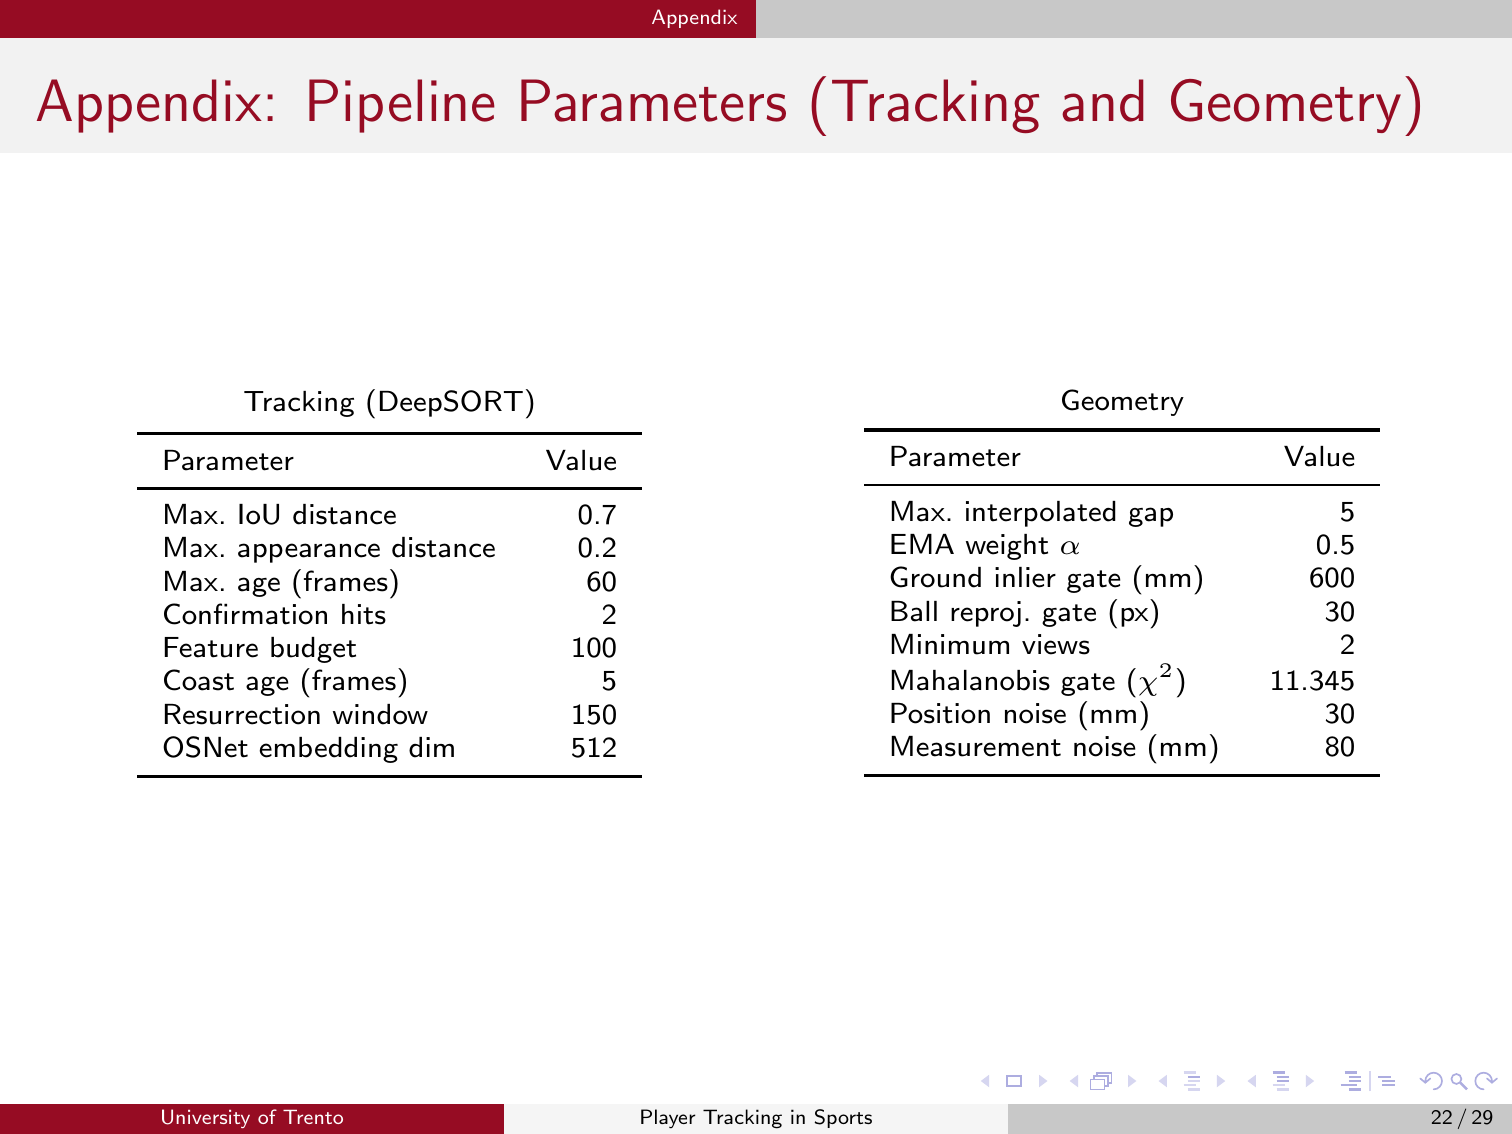 Appendix
Appendix: Pipeline Parameters (Tracking and Geometry)
Tracking (DeepSORT)
Parameter Value
Max. IoU distance 0.7
Max. appearance distance 0.2
Max. age (frames) 60
Confirmation hits 2
Feature budget 100
Coast age (frames) 5
Resurrection window 150
OSNet embedding dim 512
Geometry
Parameter Value
Max. interpolated gap 5
EMA weight α 0.5
Ground inlier gate (mm) 600
Ball reproj. gate (px) 30
Minimum views 2
Mahalanobis gate (χ²) 11.345
Position noise (mm) 30
Measurement noise (mm) 80
University of Trento
Player Tracking in Sports
22 / 29